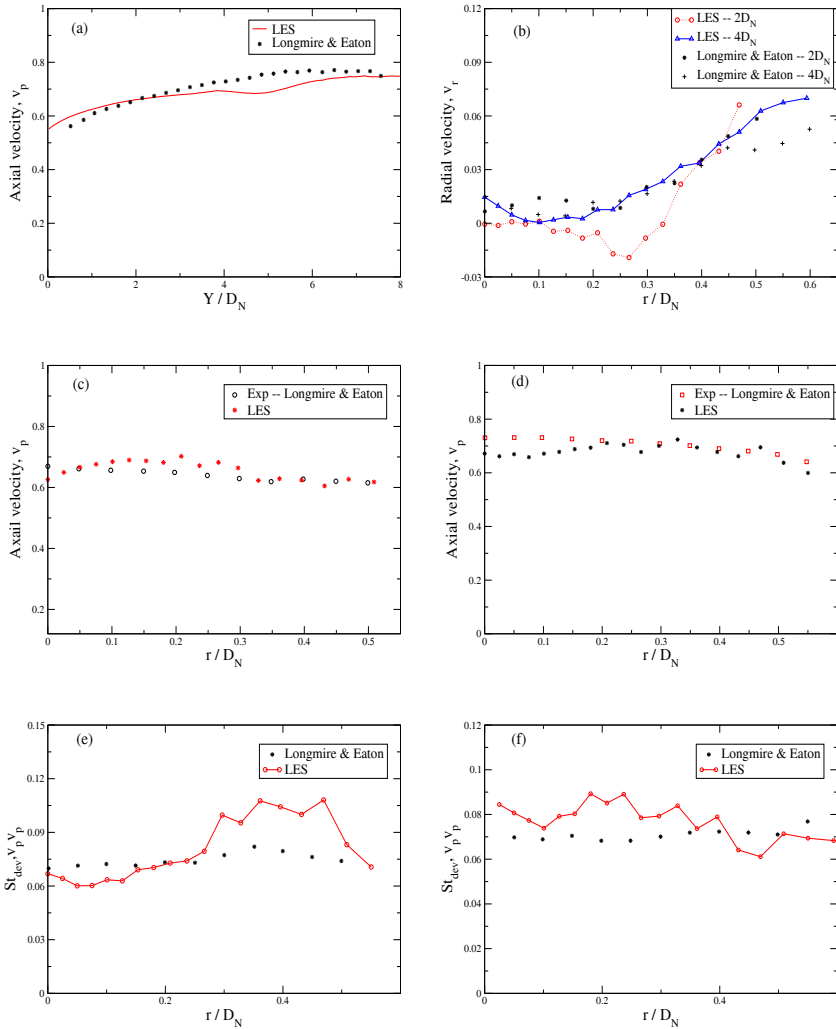 (a)
LES
Longmire & Eaton
1
0.8
0.6
0.4
0.2
0
0
2
4
6
8
Axial velocity, v_p
Y / D_N
(b)
LES -- 2D_N
LES -- 4D_N
Longmire & Eaton -- 2D_N
Longmire & Eaton -- 4D_N
0.12
0.09
0.06
0.03
0
-0.03
0
0.1
0.2
0.3
0.4
0.5
0.6
Radial velocity, v_r
r / D_N
(c)
Exp -- Longmire & Eaton
LES
1
0.8
0.6
0.4
0.2
0
0.1
0.2
0.3
0.4
0.5
Axail velocity, v_p
r / D_N
(d)
Exp -- Longmire & Eaton
LES
1
0.8
0.6
0.4
0.2
0
0
0.1
0.2
0.3
0.4
0.5
Axial velocity, v_p
r / D_N
(e)
Longmire & Eaton
LES
0.15
0.12
0.09
0.06
0.03
0
0
0.2
0.4
St_dev, v_p v_p
r / D_N
(f)
Longmire & Eaton
LES
0.12
0.1
0.08
0.06
0.04
0.02
0
0
0.2
0.4
St_dev, v_p v_p
r / D_N